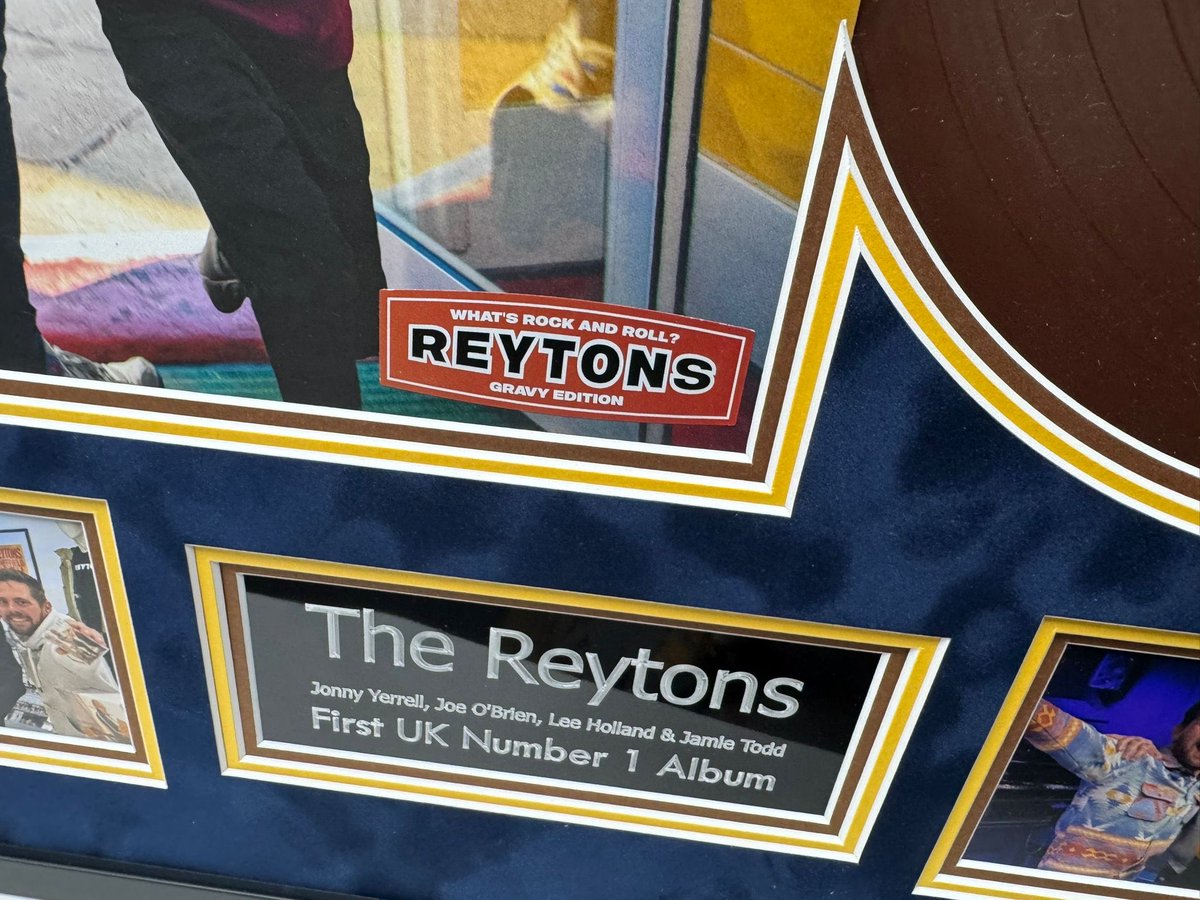 WHAT'S ROCK AND ROLL?
REYTONS
GRAVY EDITION
The Reytons
Jonny Yerrell, Joe O'Brien, Lee Holland & Jamie Todd
First UK Number 1 Album